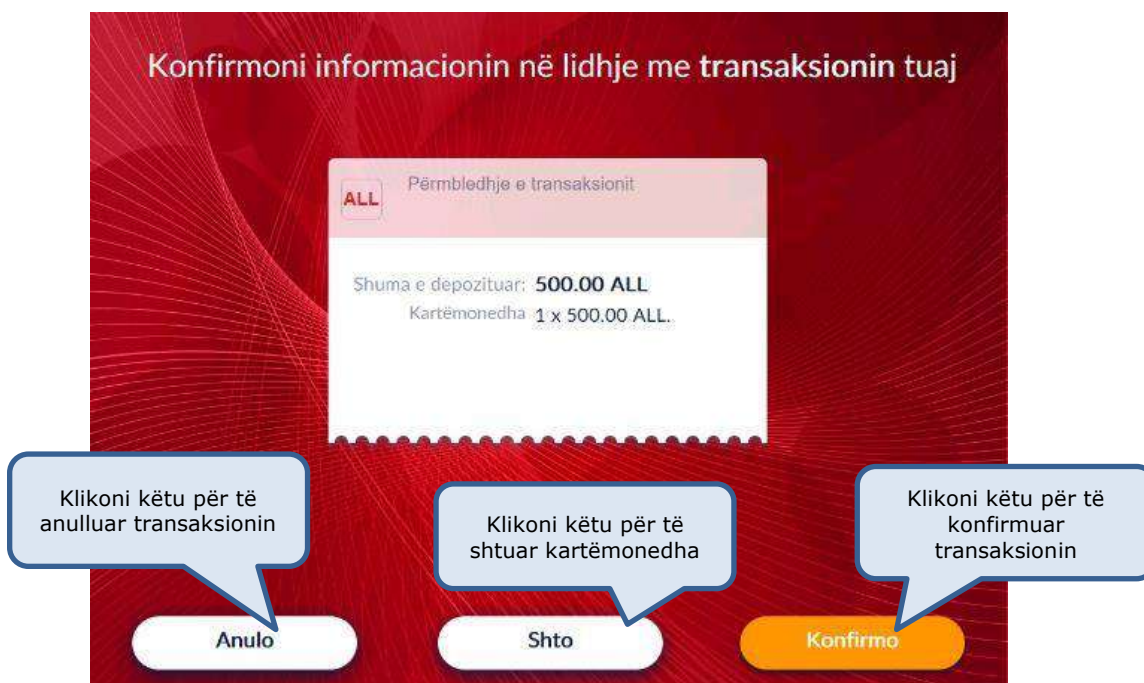 Konfirmoni informacionin në lidhje me transaksionin tuaj
ALL
Përmbledhje e transaksionit
Shuma e depozituar: 500.00 ALL
Kartëmonedha 1 x 500.00 ALL.
Klikoni këtu për të
anulluar transaksionin
Klikoni këtu për të
shtuar kartëmonedha
Klikoni këtu për të
konfirmuar
transaksionin
Anulo
Shto
Konfirmo